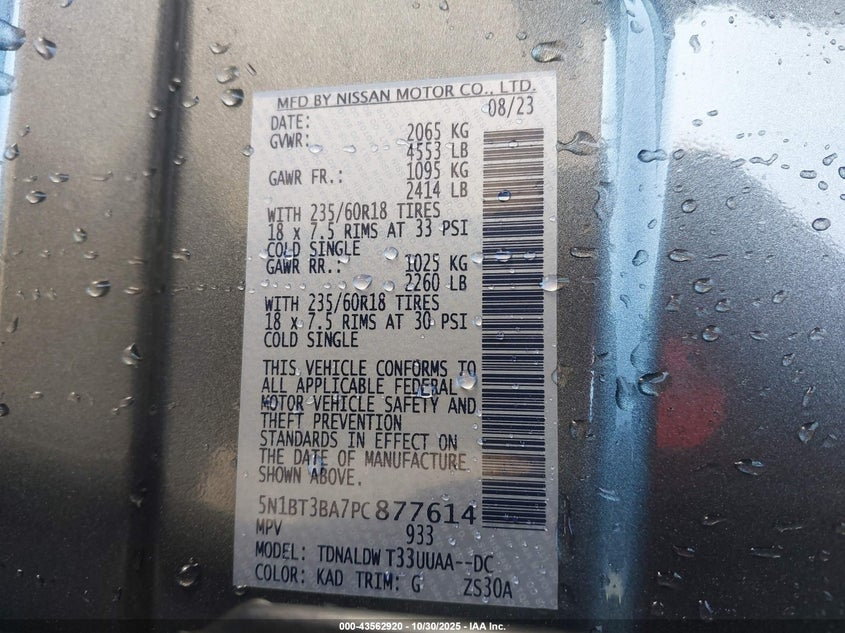 MFD BY NISSAN MOTOR CO., LTD.
DATE: 08/23
GVWR: 2065 KG
4553 LB
GAWR FR.: 1095 KG
2414 LB
WITH 235/60R18 TIRES
18 x 7.5 RIMS AT 33 PSI
COLD SINGLE
GAWR RR.: 1025 KG
2260 LB
WITH 235/60R18 TIRES
18 x 7.5 RIMS AT 30 PSI
COLD SINGLE
THIS VEHICLE CONFORMS TO
ALL APPLICABLE FEDERAL
MOTOR VEHICLE SAFETY AND
THEFT PREVENTION
STANDARDS IN EFFECT ON
THE DATE OF MANUFACTURE
SHOWN ABOVE.
5N1BT3BA7PC877614
MPV 933
MODEL: TDNALDW T33UUAA--DC
COLOR: KAD TRIM: G ZS30A
000-43562920 - 10/30/2025 - IAA Inc.